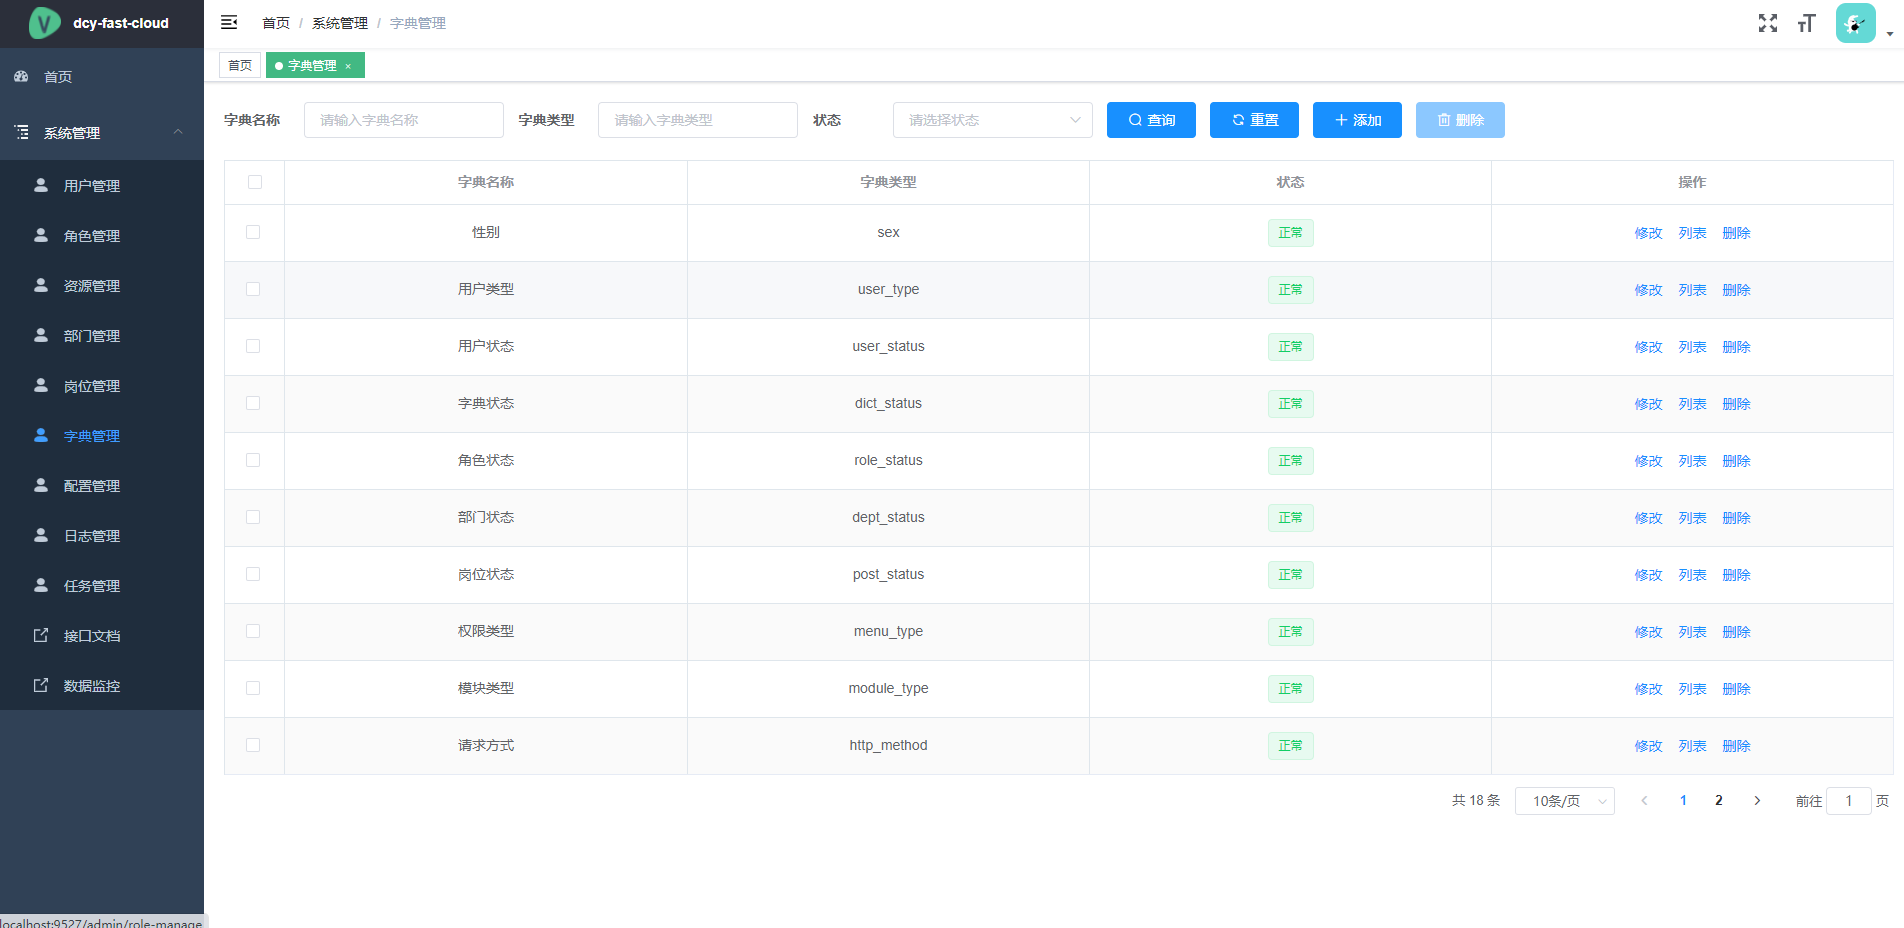 dcy-fast-cloud
首页 / 系统管理 / 字典管理
首页 字典管理 ×
首页
系统管理
用户管理
角色管理
资源管理
部门管理
岗位管理
字典管理
配置管理
日志管理
任务管理
接口文档
数据监控
字典名称 请输入字典名称 字典类型 请输入字典类型 状态 请选择状态 查询 重置 添加 删除
字典名称 字典类型 状态 操作
性别 sex 正常 修改 列表 删除
用户类型 user_type 正常 修改 列表 删除
用户状态 user_status 正常 修改 列表 删除
字典状态 dict_status 正常 修改 列表 删除
角色状态 role_status 正常 修改 列表 删除
部门状态 dept_status 正常 修改 列表 删除
岗位状态 post_status 正常 修改 列表 删除
权限类型 menu_type 正常 修改 列表 删除
模块类型 module_type 正常 修改 列表 删除
请求方式 http_method 正常 修改 列表 删除
共 18 条 10条/页 1 2 前往 1 页
localhost:9527/admin/role-manage